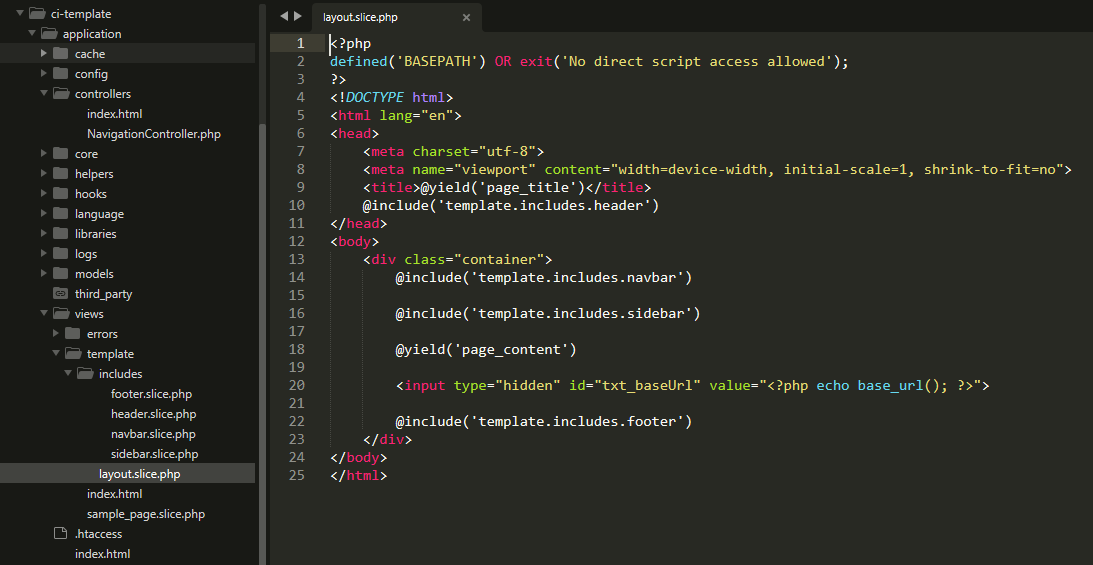 ci-template
application
cache
config
controllers
index.html
NavigationController.php
core
helpers
hooks
language
libraries
logs
models
third_party
views
errors
template
includes
footer.slice.php
header.slice.php
navbar.slice.php
sidebar.slice.php
layout.slice.php
index.html
sample_page.slice.php
.htaccess
index.html
layout.slice.php ×
1 <?php
2 defined('BASEPATH') OR exit('No direct script access allowed');
3 ?>
4 <!DOCTYPE html>
5 <html lang="en">
6 <head>
7 <meta charset="utf-8">
8 <meta name="viewport" content="width=device-width, initial-scale=1, shrink-to-fit=no">
9 <title>@yield('page_title')</title>
10 @include('template.includes.header')
11 </head>
12 <body>
13 <div class="container">
14 @include('template.includes.navbar')
15
16 @include('template.includes.sidebar')
17
18 @yield('page_content')
19
20 <input type="hidden" id="txt_baseUrl" value="<?php echo base_url(); ?>">
21
22 @include('template.includes.footer')
23 </div>
24 </body>
25 </html>